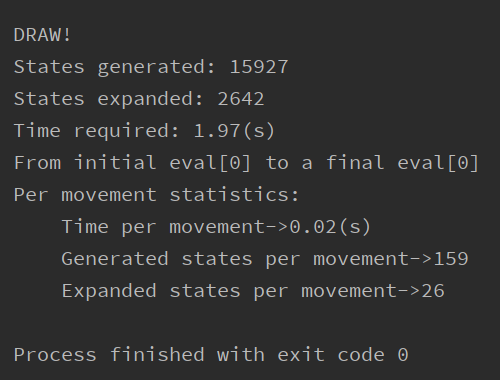 DRAW!
States generated: 15927
States expanded: 2642
Time required: 1.97(s)
From initial eval[0] to a final eval[0]
Per movement statistics:
    Time per movement->0.02(s)
    Generated states per movement->159
    Expanded states per movement->26

Process finished with exit code 0